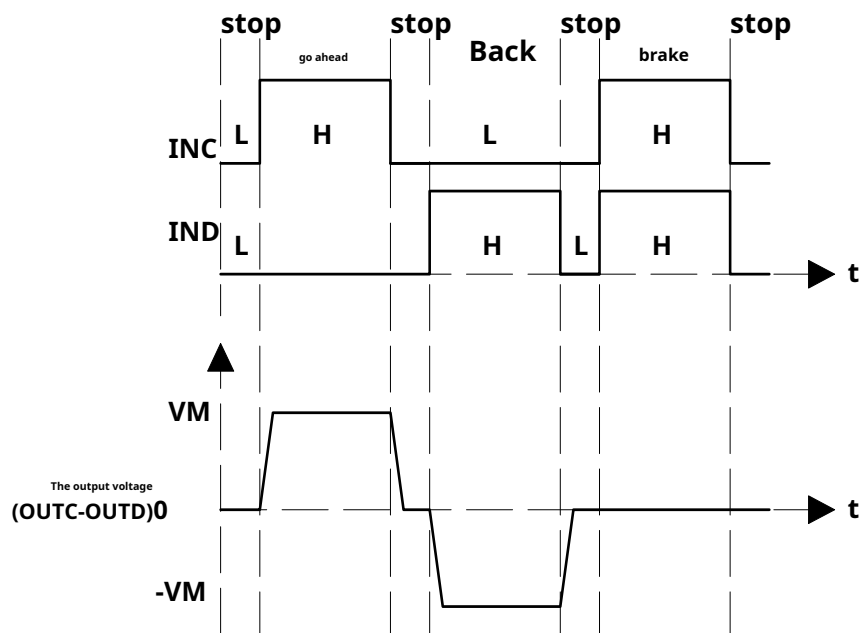 stop stop stop stop
go ahead Back brake
L H L H
INC
IND
L H L H
t
VM
The output voltage
(OUTC-OUTD)0 t
-VM